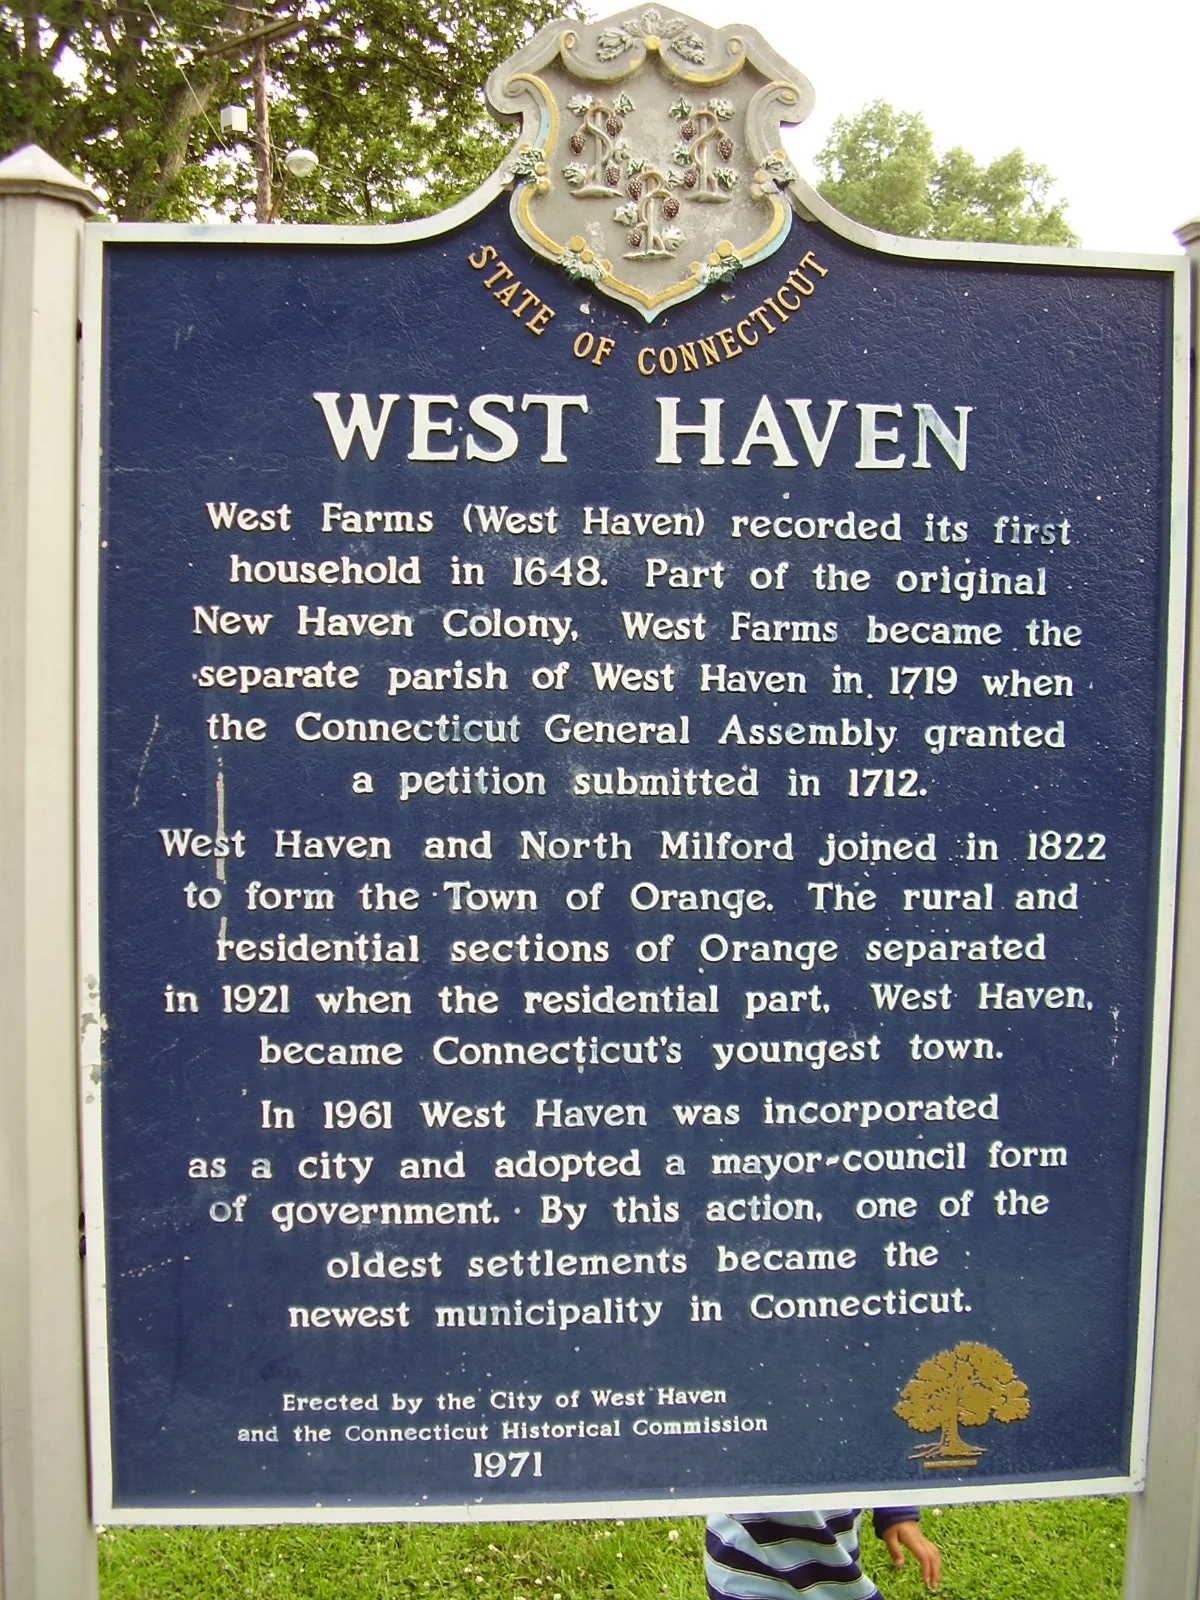 STATE OF CONNECTICUT
WEST HAVEN
West Farms (West Haven) recorded its first
household in 1648. Part of the original
New Haven Colony, West Farms became the
separate parish of West Haven in 1719 when
the Connecticut General Assembly granted
a petition submitted in 1712.
West Haven and North Milford joined in 1822
to form the Town of Orange. The rural and
residential sections of Orange separated
in 1921 when the residential part, West Haven,
became Connecticut's youngest town.
In 1961 West Haven was incorporated
as a city and adopted a mayor-council form
of government. By this action, one of the
oldest settlements became the
newest municipality in Connecticut.
Erected by the City of West Haven
and the Connecticut Historical Commission
1971